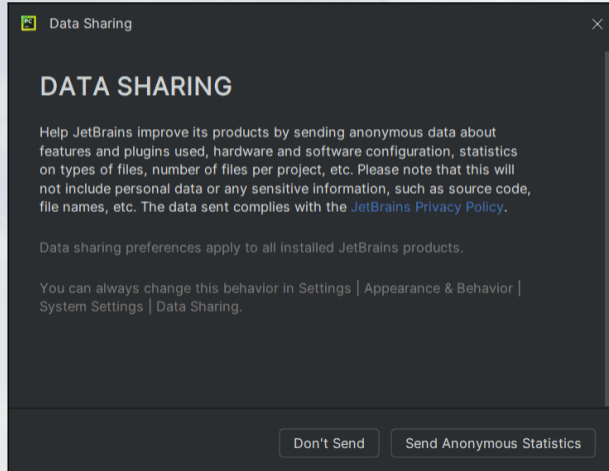 PC
Data Sharing
DATA SHARING
Help JetBrains improve its products by sending anonymous data about
features and plugins used, hardware and software configuration, statistics
on types of files, number of files per project, etc. Please note that this will
not include personal data or any sensitive information, such as source code,
file names, etc. The data sent complies with the JetBrains Privacy Policy.
Data sharing preferences apply to all installed JetBrains products.
You can always change this behavior in Settings | Appearance & Behavior |
System Settings | Data Sharing.
Don't Send
Send Anonymous Statistics